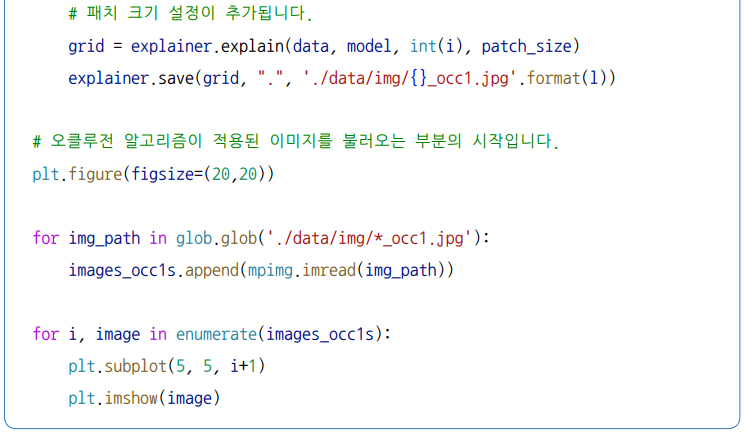 # 패치 크기 설정이 추가됩니다.
grid = explainer.explain(data, model, int(i), patch_size)
explainer.save(grid, ".", './data/img/{}_occ1.jpg'.format(l))
# 오클루전 알고리즘이 적용된 이미지를 불러오는 부분의 시작입니다.
plt.figure(figsize=(20,20))
for img_path in glob.glob('./data/img/*_occ1.jpg'):
images_occ1s.append(mpimg.imread(img_path))
for i, image in enumerate(images_occ1s):
plt.subplot(5, 5, i+1)
plt.imshow(image)